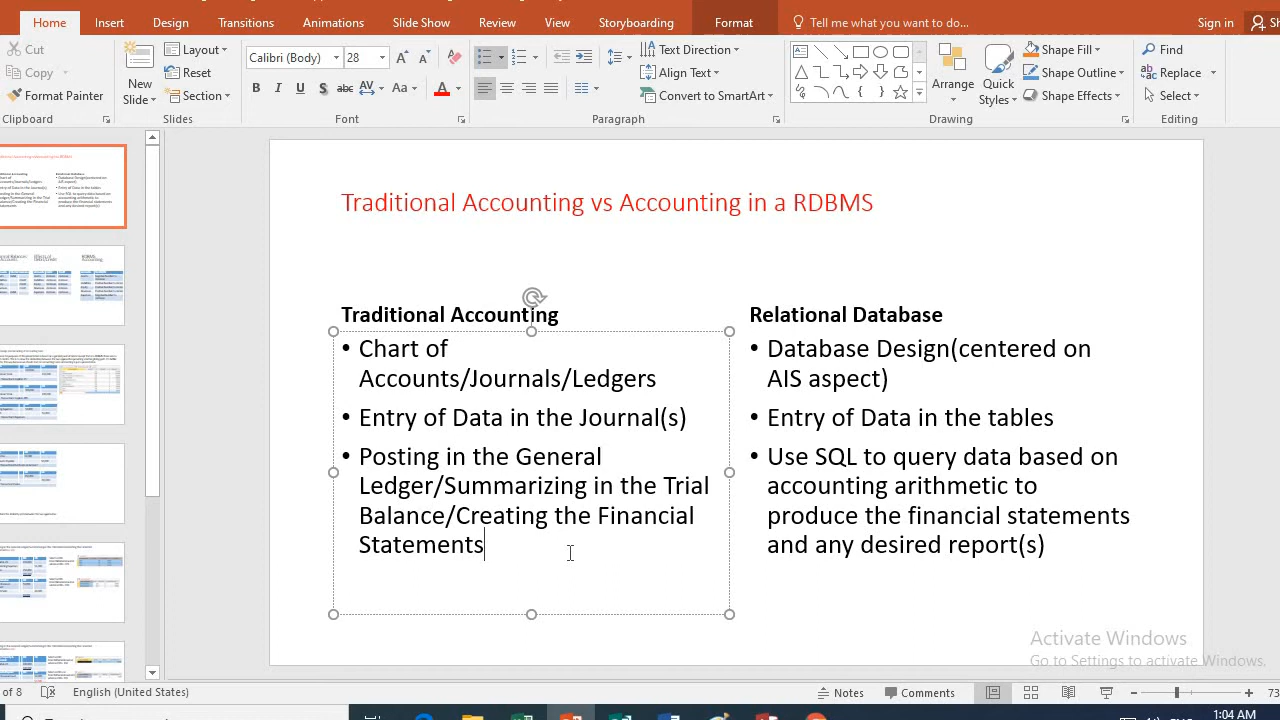 Home Insert Design Transitions Animations Slide Show Review View Storyboarding Format Tell me what you want to do... Sign in
Cut
Copy
Format Painter
Clipboard
New
Slide
Layout
Reset
Section
Slides
Calibri (Body) 28
B I U S abc AV Aa A
Font
Text Direction
Align Text
Convert to SmartArt
Paragraph
Arrange
Quick
Styles
Shape Fill
Shape Outline
Shape Effects
Drawing
Find
Replace
Select
Editing
Traditional Accounting vs Accounting in a RDBMS
Traditional Accounting
• Chart of
Accounts/Journals/Ledgers
• Entry of Data in the Journal(s)
• Posting in the General
Ledger/Summarizing in the Trial
Balance/Creating the Financial
Statements
Relational Database
• Database Design(centered on
AIS aspect)
• Entry of Data in the tables
• Use SQL to query data based on
accounting arithmetic to
produce the financial statements
and any desired report(s)
Activate Windows
Go to Settings to activate Windows.
of 8 English (United States) Notes Comments 73
1:04 AM